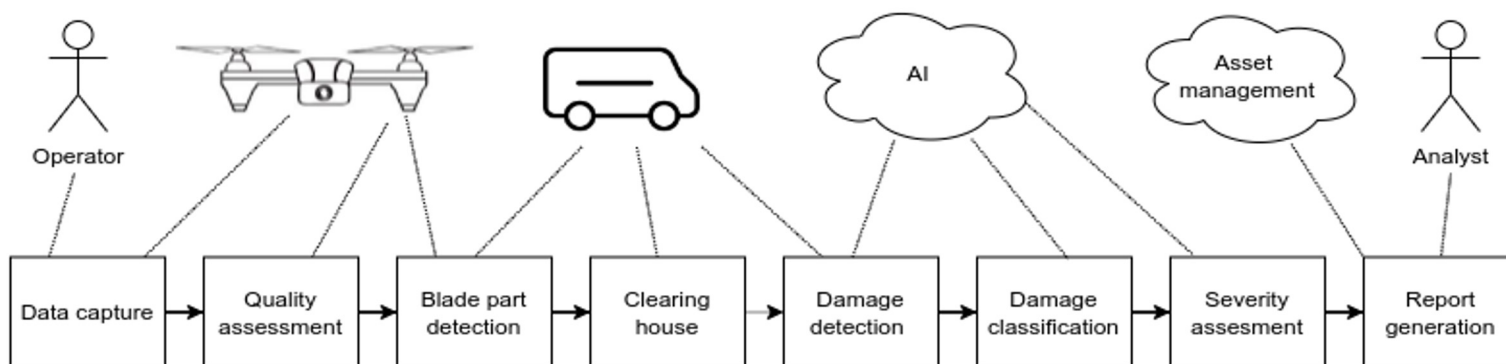 Operator
AI
Asset
management
Analyst
Data capture
Quality
assessment
Blade part
detection
Clearing
house
Damage
detection
Damage
classification
Severity
assesment
Report
generation